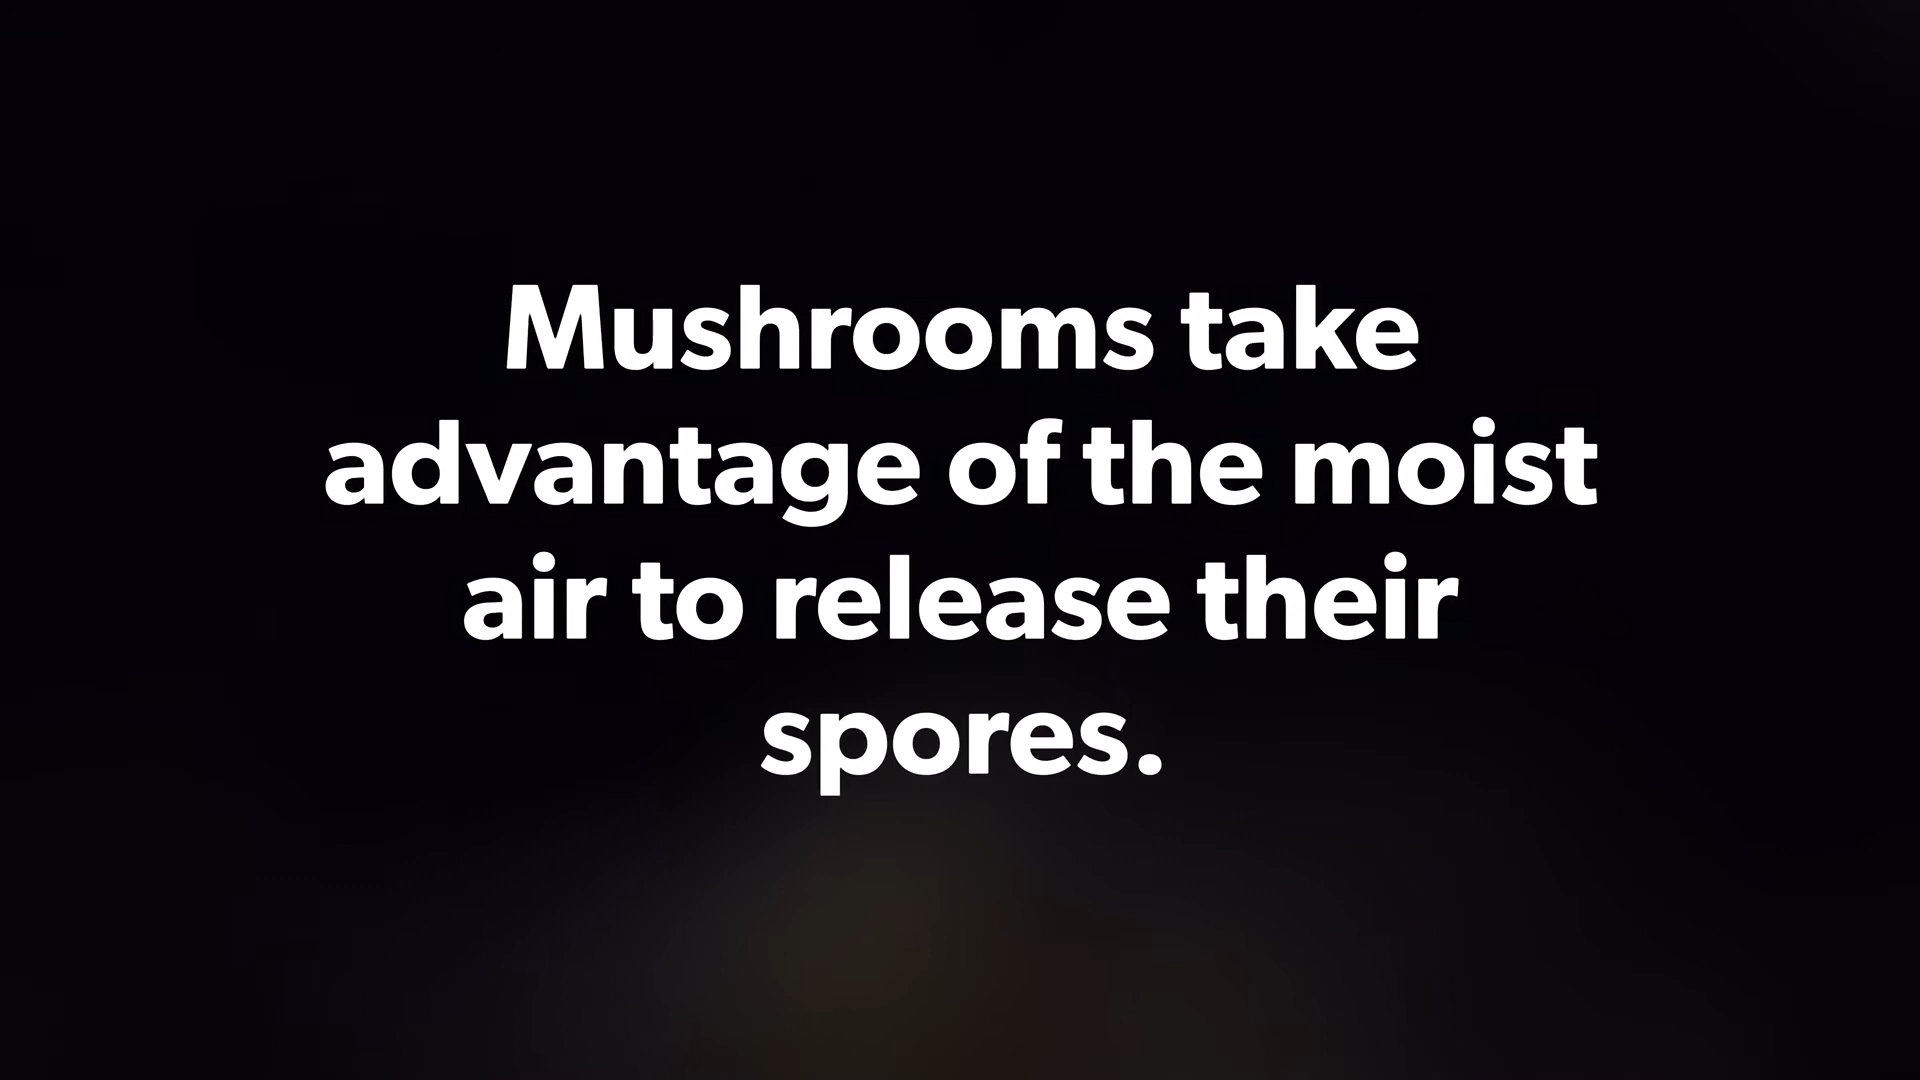 Mushrooms take
advantage of the moist
air to release their
spores.